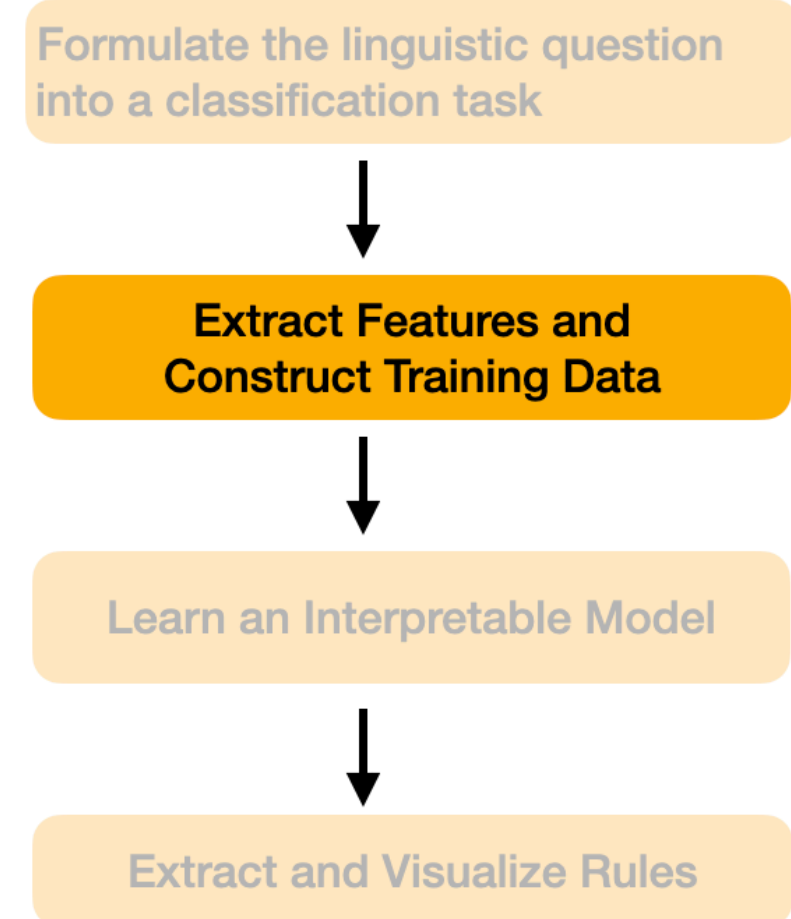 Formulate the linguistic question
into a classification task
Extract Features and
Construct Training Data
Learn an Interpretable Model
Extract and Visualize Rules